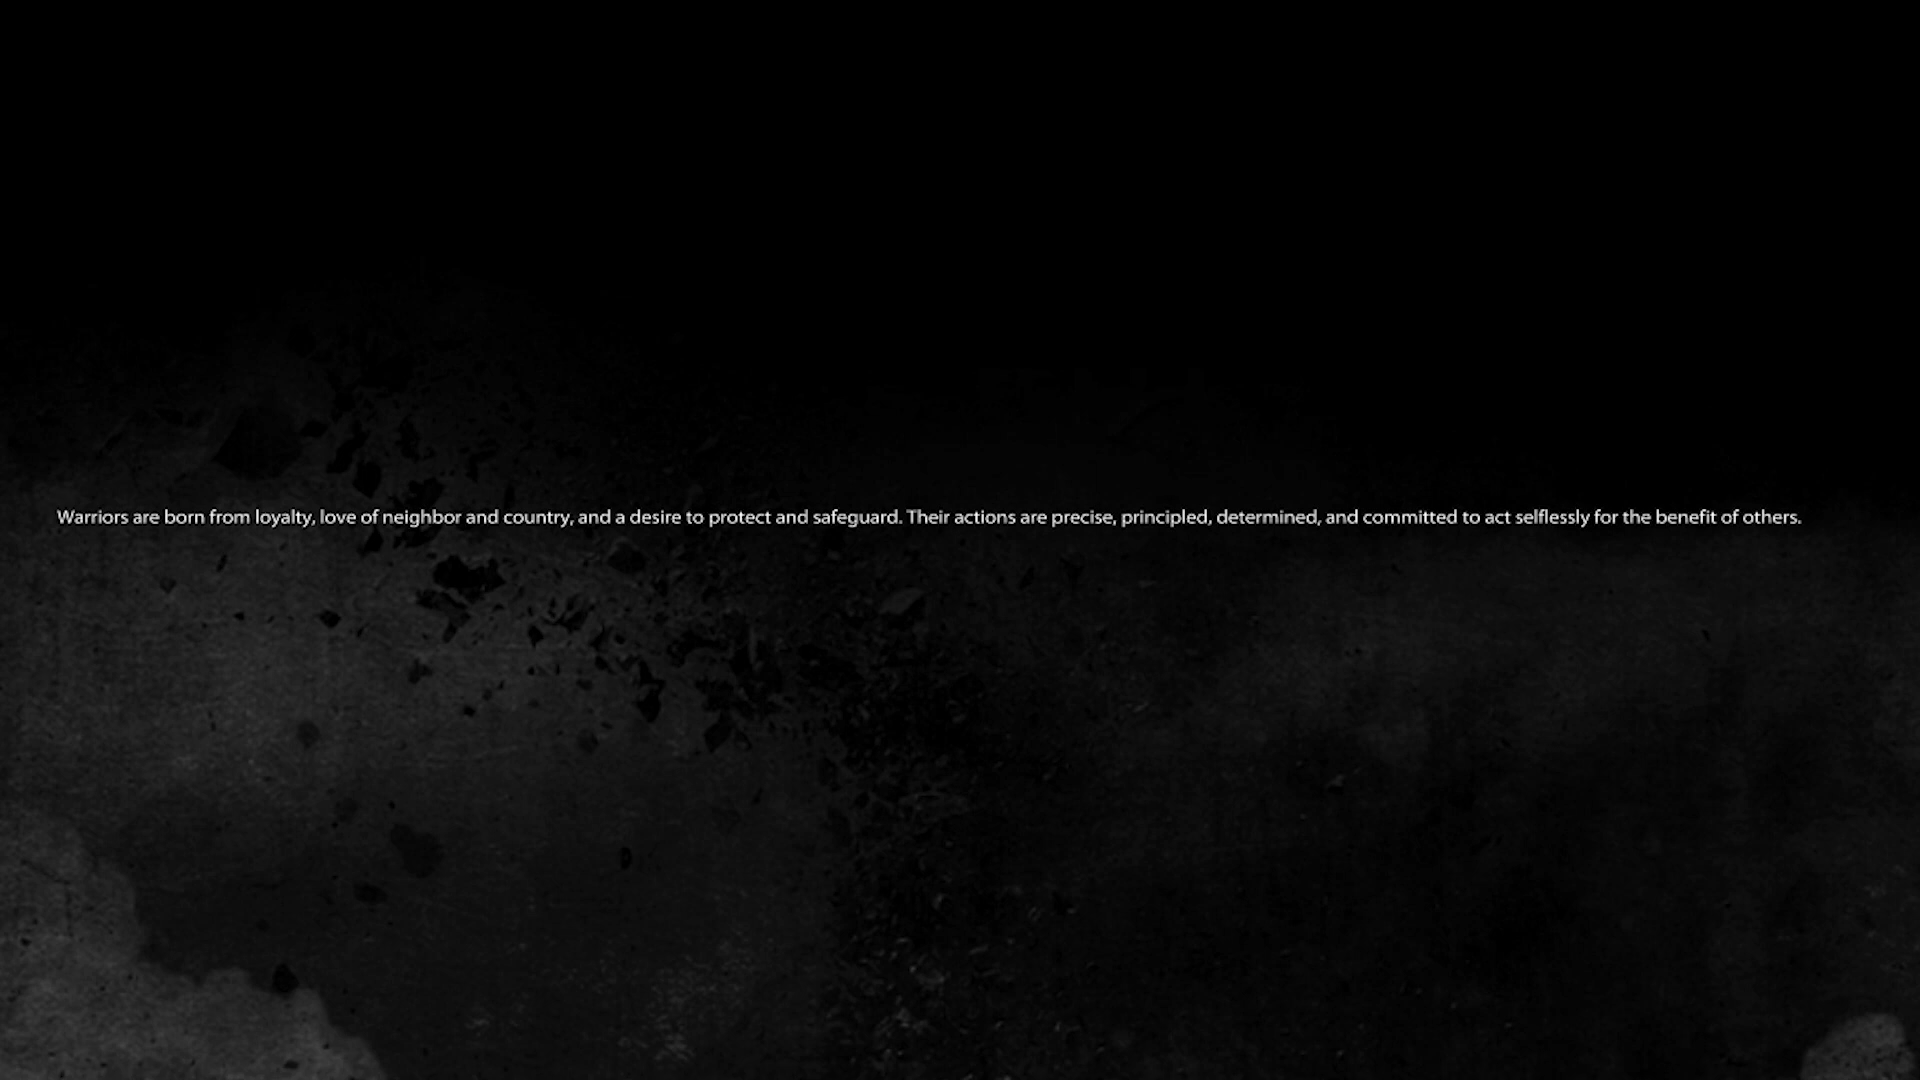 Warriors are born from loyalty, love of neighbor and country, and a desire to protect and safeguard. Their actions are precise, principled, determined, and committed to act selflessly for the benefit of others.